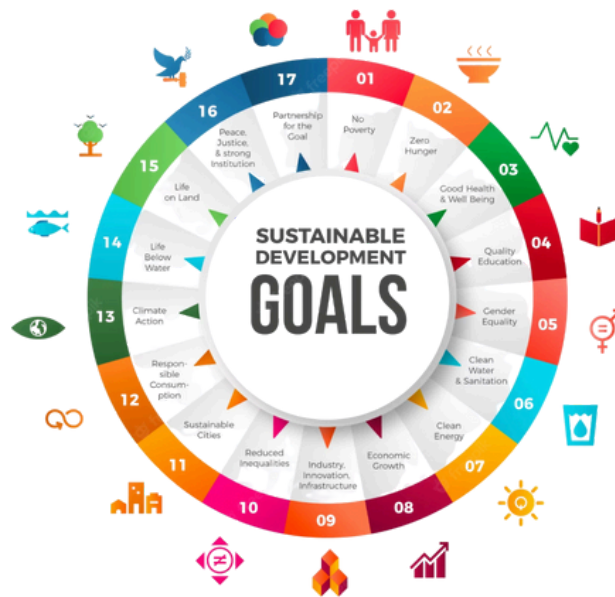 SUSTAINABLE
DEVELOPMENT
GOALS
01
No
Poverty
02
Zero
Hunger
03
Good Health
& Well Being
04
Quality
Education
05
Gender
Equality
06
Clean
Water
& Sanitation
07
Clean
Energy
08
Economic
Growth
09
Industry,
Innovation,
Infrastructure
10
Reduced
Inequalities
11
Sustainable
Cities
12
Respon-
sible
Consum-
ption
13
Climate
Action
14
Life
Below
Water
15
Life
on Land
16
Peace,
Justice,
& strong
Institution
17
Partnership
for the
Goal